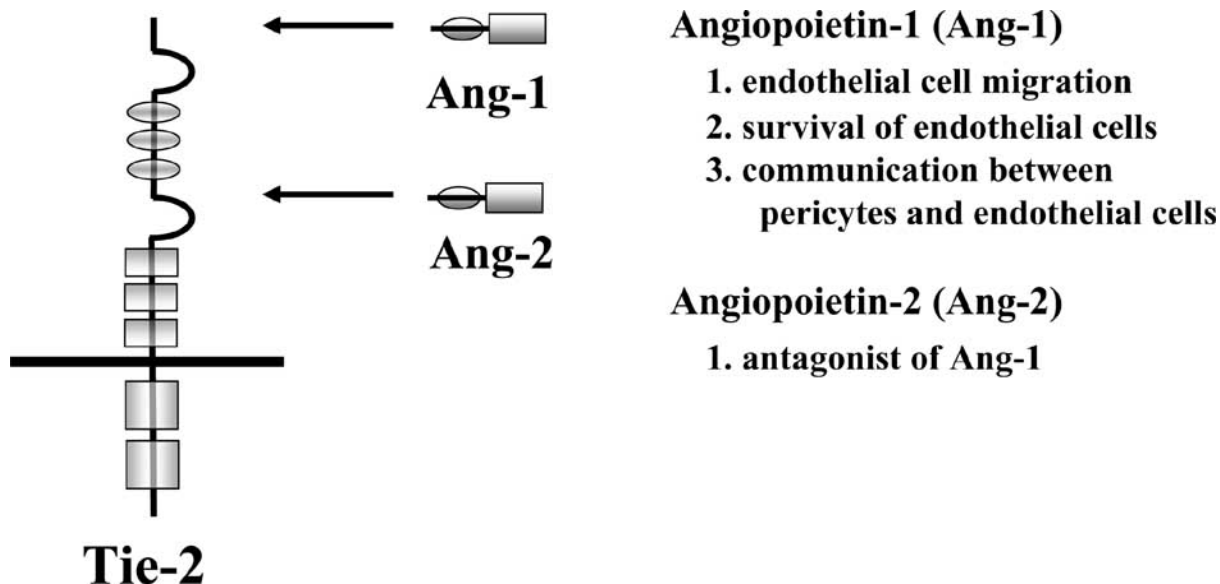 Ang-1
Ang-2
Tie-2
Angiopoietin-1 (Ang-1)
1. endothelial cell migration
2. survival of endothelial cells
3. communication between
pericytes and endothelial cells
Angiopoietin-2 (Ang-2)
1. antagonist of Ang-1